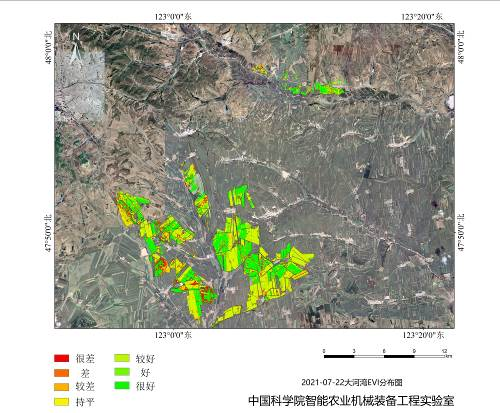 123°0'0"东 123°20'0"东
48°0'0"北 48°0'0"北
N
47°50'0"北 47°50'0"北
123°0'0"东 123°20'0"东
很差 较好
差 好
较差 很好
持平
0 3 6 9 12
km
2021-07-22大河湾EVI分布图
中国科学院智能农业机械装备工程实验室